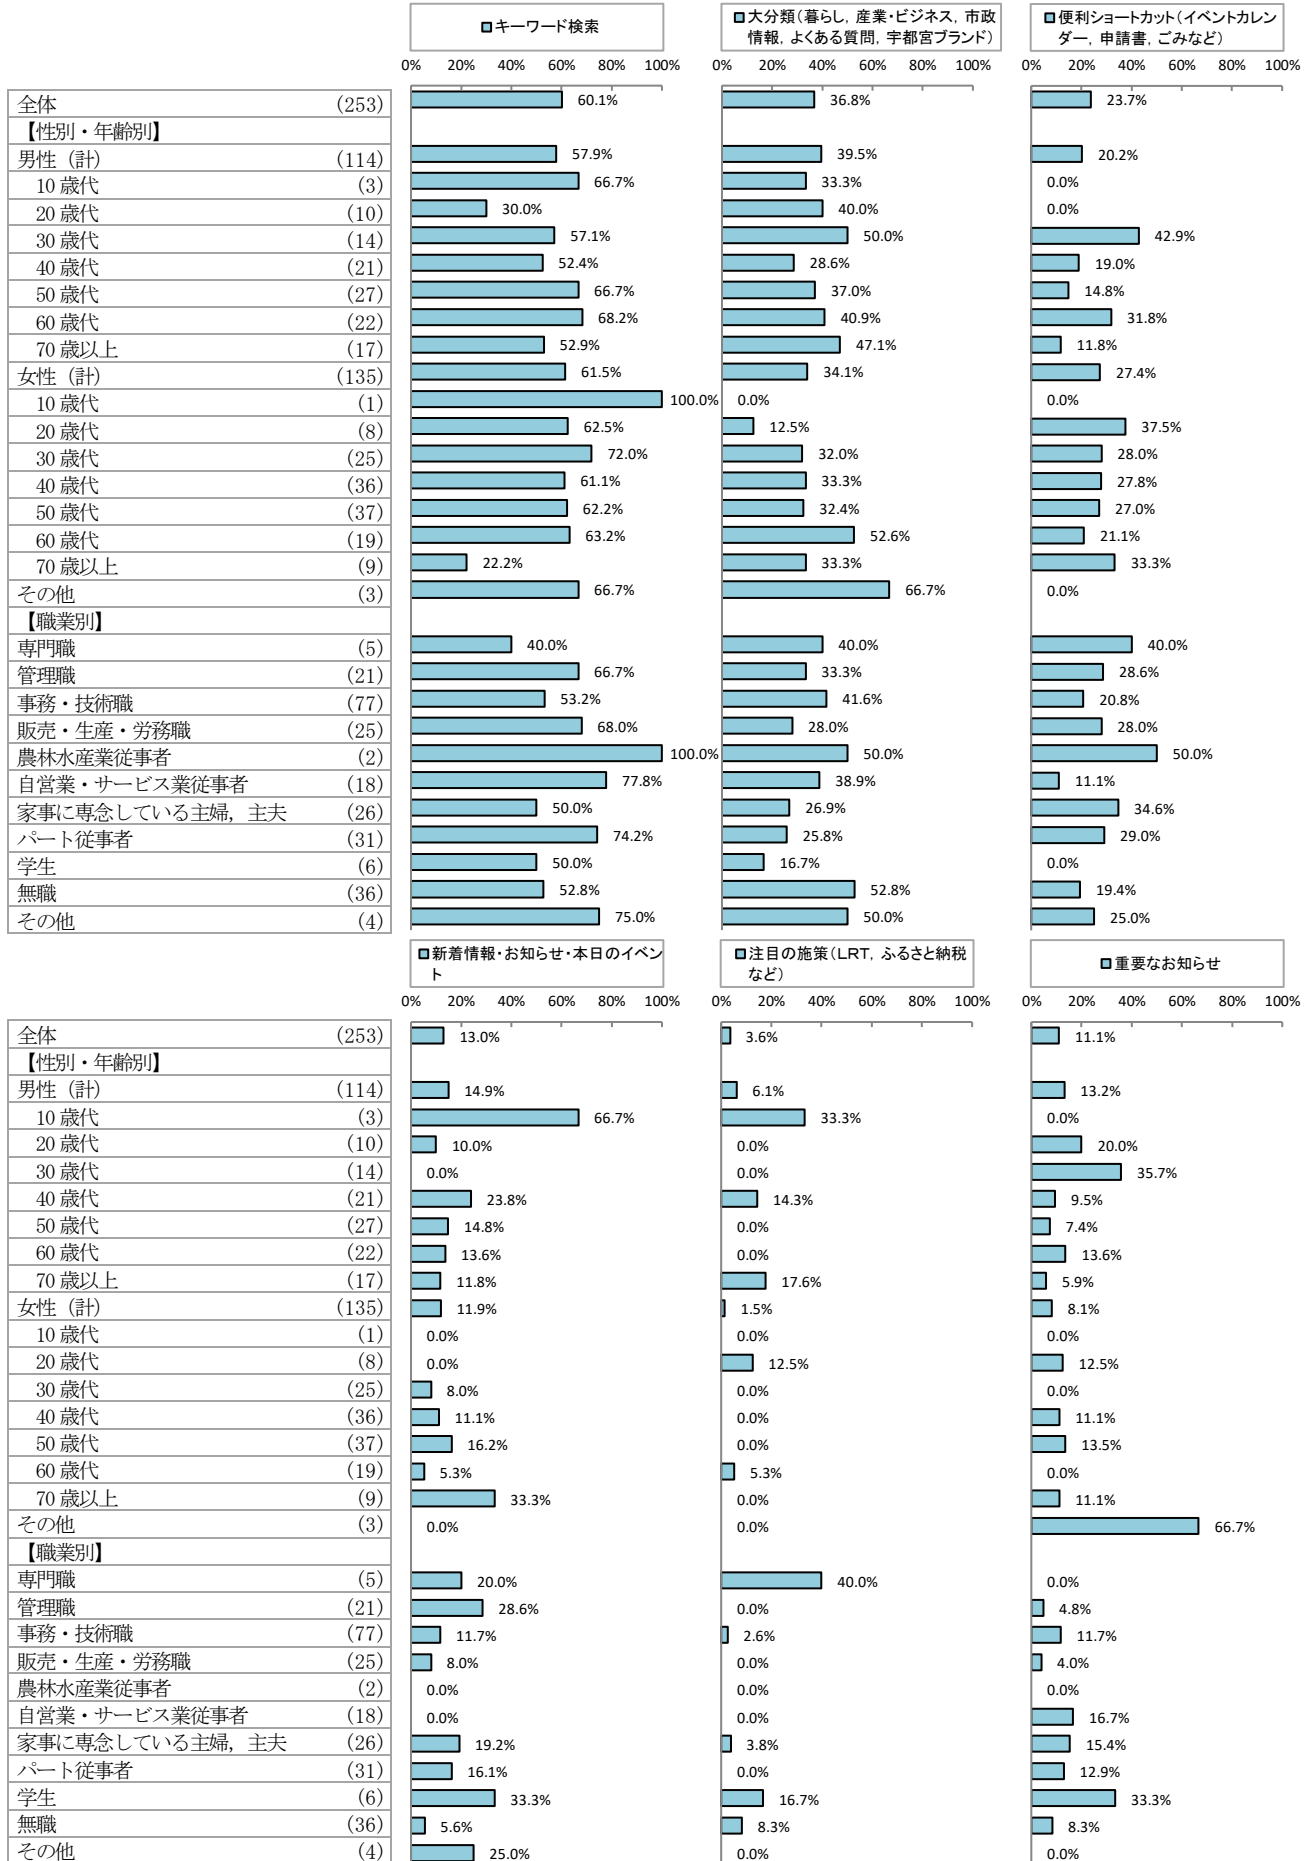 キーワード検索
大分類(暮らし, 産業・ビジネス, 市政
情報, よくある質問, 宇都宮ブランド)
便利ショートカット(イベントカレン
ダー, 申請書, ごみなど)
0% 20% 40% 60% 80% 100% 0% 20% 40% 60% 80% 100% 0% 20% 40% 60% 80% 100%
全体 (253) 60.1% 36.8% 23.7%
【性別・年齢別】
男性 (計) (114) 57.9% 39.5% 20.2%
10 歳代 (3) 66.7% 33.3% 0.0%
20 歳代 (10) 30.0% 40.0% 0.0%
30 歳代 (14) 57.1% 50.0% 42.9%
40 歳代 (21) 52.4% 28.6% 19.0%
50 歳代 (27) 66.7% 37.0% 14.8%
60 歳代 (22) 68.2% 40.9% 31.8%
70 歳以上 (17) 52.9% 47.1% 11.8%
女性 (計) (135) 61.5% 34.1% 27.4%
10 歳代 (1) 100.0% 0.0% 0.0%
20 歳代 (8) 62.5% 12.5% 37.5%
30 歳代 (25) 72.0% 32.0% 28.0%
40 歳代 (36) 61.1% 33.3% 27.8%
50 歳代 (37) 62.2% 32.4% 27.0%
60 歳代 (19) 63.2% 52.6% 21.1%
70 歳以上 (9) 22.2% 33.3% 33.3%
その他 (3) 66.7% 66.7% 0.0%
【職業別】
専門職 (5) 40.0% 40.0% 40.0%
管理職 (21) 66.7% 33.3% 28.6%
事務・技術職 (77) 53.2% 41.6% 20.8%
販売・生産・労務職 (25) 68.0% 28.0% 28.0%
農林水産業従事者 (2) 100.0% 50.0% 50.0%
自営業・サービス業従事者 (18) 77.8% 38.9% 11.1%
家事に専念している主婦, 主夫 (26) 50.0% 26.9% 34.6%
パート従事者 (31) 74.2% 25.8% 29.0%
学生 (6) 50.0% 16.7% 0.0%
無職 (36) 52.8% 52.8% 19.4%
その他 (4) 75.0% 50.0% 25.0%
新着情報・お知らせ・本日のイベン
ト
注目の施策(LRT, ふるさと納税
など)
重要なお知らせ
0% 20% 40% 60% 80% 100% 0% 20% 40% 60% 80% 100% 0% 20% 40% 60% 80% 100%
全体 (253) 13.0% 3.6% 11.1%
【性別・年齢別】
男性 (計) (114) 14.9% 6.1% 13.2%
10 歳代 (3) 66.7% 33.3% 0.0%
20 歳代 (10) 10.0% 0.0% 20.0%
30 歳代 (14) 0.0% 0.0% 35.7%
40 歳代 (21) 23.8% 14.3% 9.5%
50 歳代 (27) 14.8% 0.0% 7.4%
60 歳代 (22) 13.6% 0.0% 13.6%
70 歳以上 (17) 11.8% 17.6% 5.9%
女性 (計) (135) 11.9% 1.5% 8.1%
10 歳代 (1) 0.0% 0.0% 0.0%
20 歳代 (8) 0.0% 12.5% 12.5%
30 歳代 (25) 8.0% 0.0% 0.0%
40 歳代 (36) 11.1% 0.0% 11.1%
50 歳代 (37) 16.2% 0.0% 13.5%
60 歳代 (19) 5.3% 5.3% 0.0%
70 歳以上 (9) 33.3% 0.0% 11.1%
その他 (3) 0.0% 0.0% 66.7%
【職業別】
専門職 (5) 20.0% 40.0% 0.0%
管理職 (21) 28.6% 0.0% 4.8%
事務・技術職 (77) 11.7% 2.6% 11.7%
販売・生産・労務職 (25) 8.0% 0.0% 4.0%
農林水産業従事者 (2) 0.0% 0.0% 0.0%
自営業・サービス業従事者 (18) 0.0% 0.0% 16.7%
家事に専念している主婦, 主夫 (26) 19.2% 3.8% 15.4%
パート従事者 (31) 16.1% 0.0% 12.9%
学生 (6) 33.3% 16.7% 33.3%
無職 (36) 5.6% 8.3% 8.3%
その他 (4) 25.0% 0.0% 0.0%